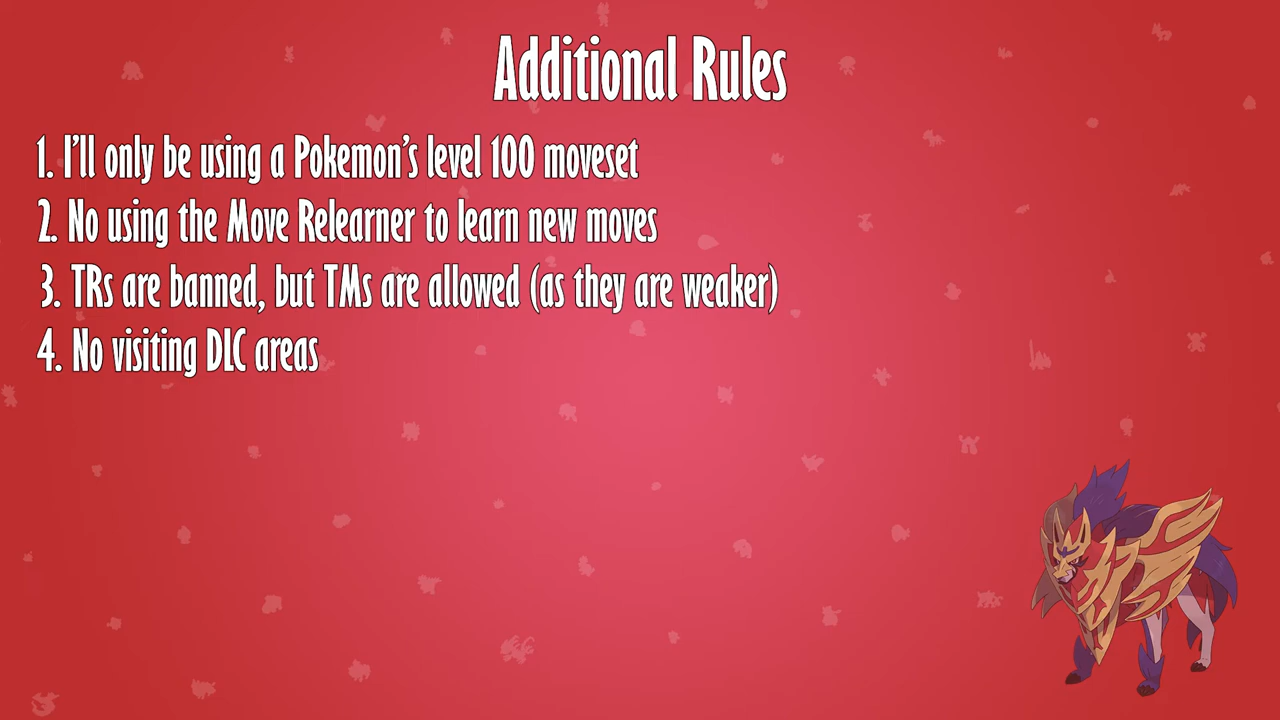 Additional Rules
1. I'll only be using a Pokemon's level 100 moveset
2. No using the Move Relearner to learn new moves
3. TRs are banned, but TMs are allowed (as they are weaker)
4. No visiting DLC areas